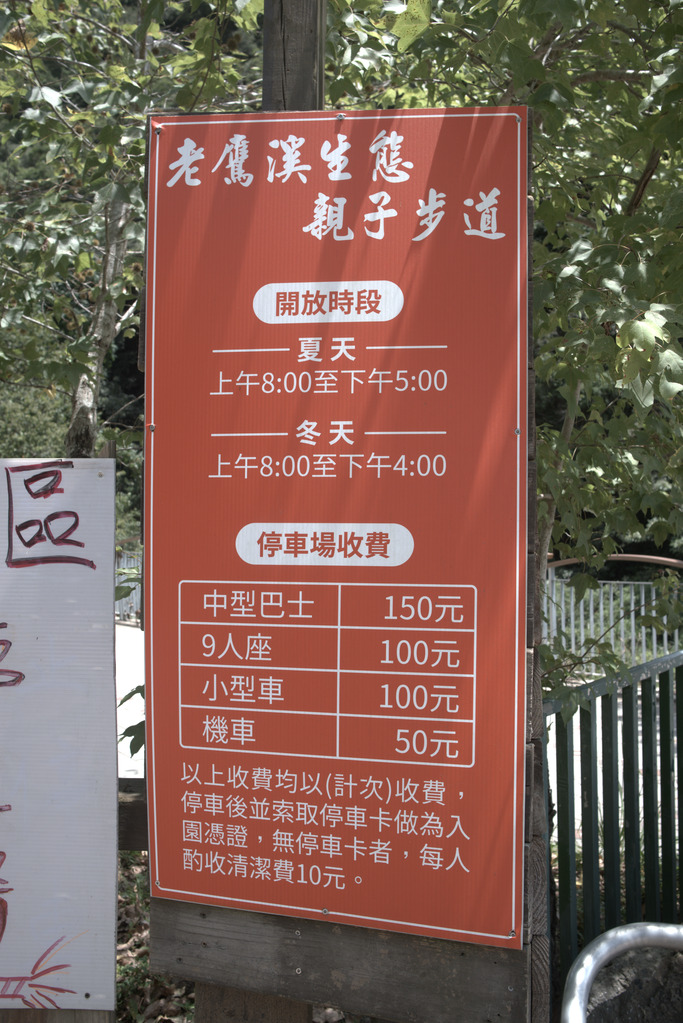 老鷹溪生態
親子步道
開放時段
夏天
上午8:00至下午5:00
冬天
上午8:00至下午4:00
停車場收費
中型巴士 150元
9人座 100元
小型車 100元
機車 50元
以上收費均以(計次)收費，
停車後並索取停車卡做為入
園憑證，無停車卡者，每人
酌收清潔費10元。
區